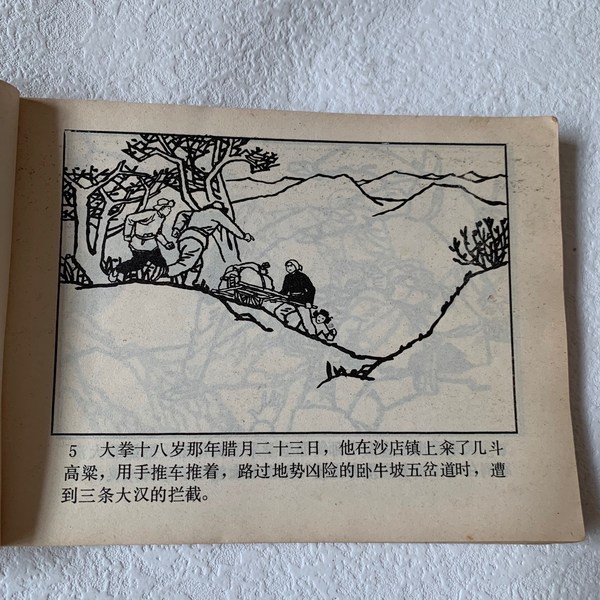 5 大拳十八岁那年腊月二十三日，他在沙店镇上籴了几斗
高粱，用手推车推着，路过地势凶险的卧牛坡五岔道时，遭
到三条大汉的拦截。